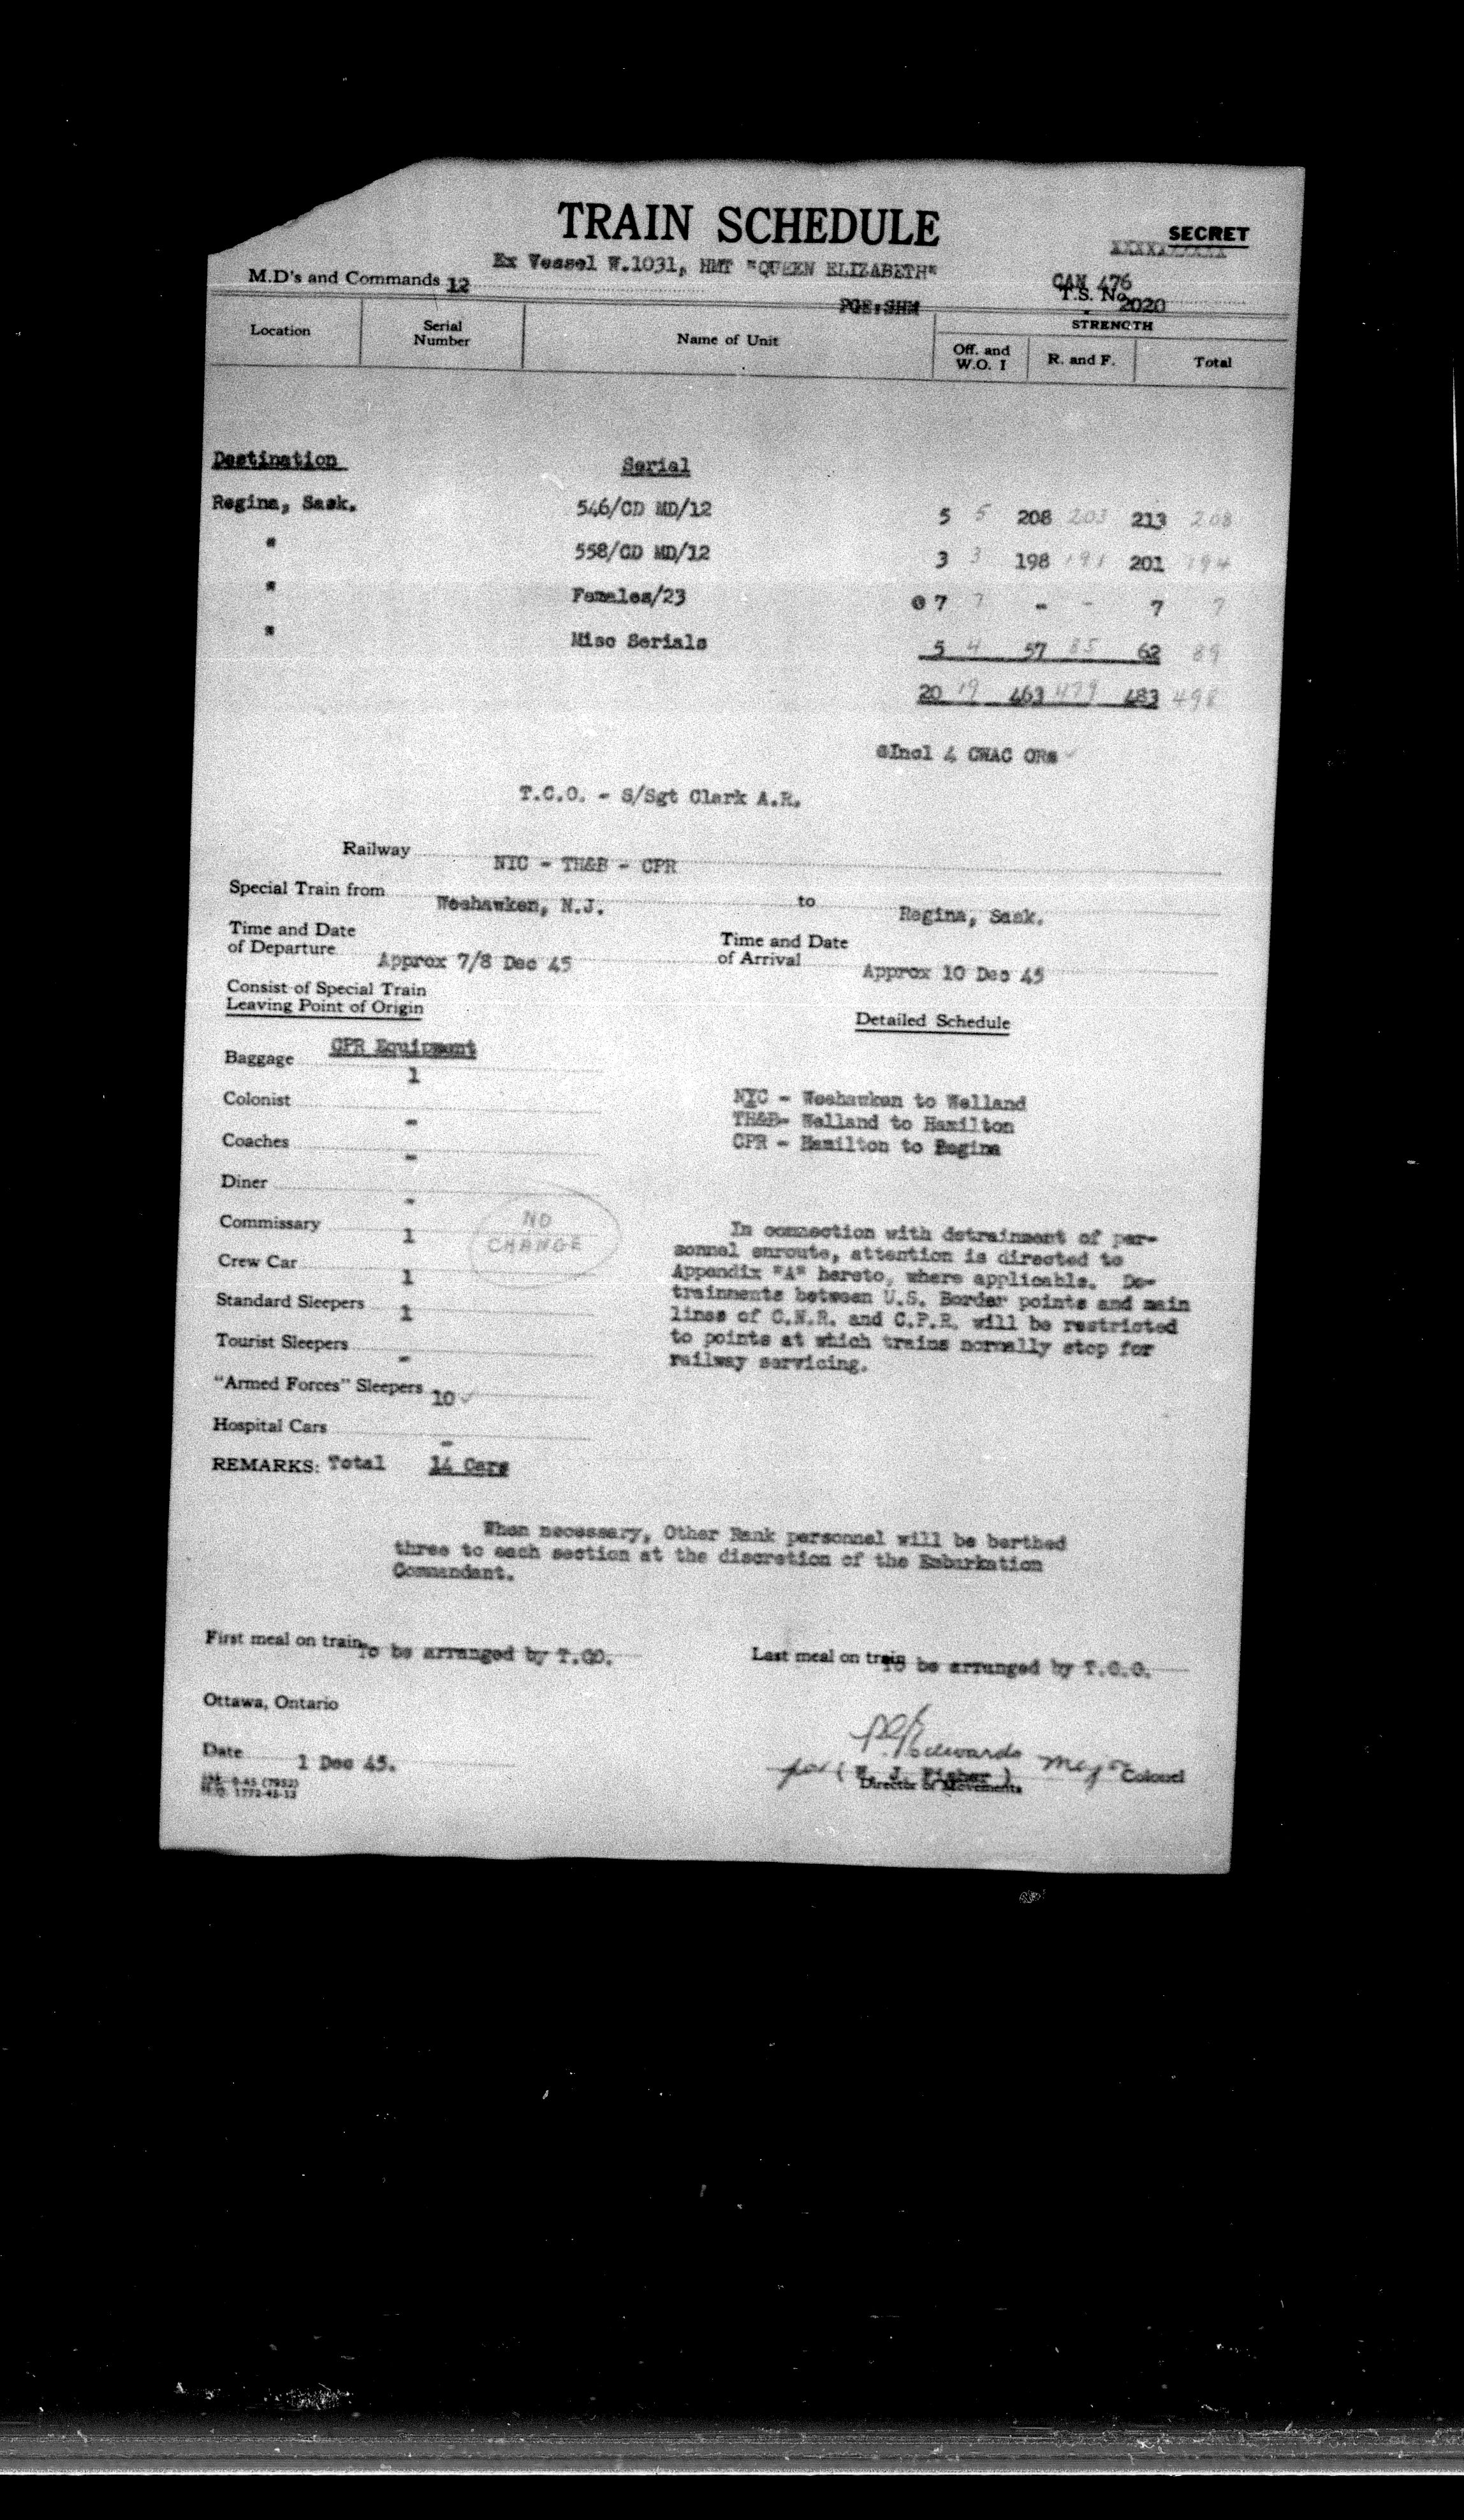 TRAIN SCHEDULE
SECRET
Ex Vessel W.1031, HMT "QUEEN ELIZABETH"
M.D's and Commands 12
CAN 476
T.S. No. 2020
PGE:SHM
Location Serial Number Name of Unit STRENGTH
Off. and W.O. I R. and F. Total
Destination Serial
Regina, Sask. 546/CD MD/12 5 5 208 203 213 208
" 558/CD MD/12 3 3 198 191 201 194
" Females/23 @ 7 7 - - 7 7
" Misc Serials 5 4 57 85 62 89
20 19 463 479 483 498
@Incl 4 CWAC ORs
T.C.O. - S/Sgt Clark A.R.
Railway NYC - TH&B - CPR
Special Train from Weehawken, N.J. to Regina, Sask.
Time and Date of Departure Approx 7/8 Dec 45 Time and Date of Arrival Approx 10 Dec 45
Consist of Special Train
Leaving Point of Origin
Detailed Schedule
CPR Equipment
Baggage 1
Colonist -
Coaches -
Diner -
Commissary 1
Crew Car 1
Standard Sleepers 1
Tourist Sleepers -
"Armed Forces" Sleepers 10
Hospital Cars -
REMARKS: Total 14 Cars
NO
CHANGE
NYC - Weehawken to Welland
TH&B- Welland to Hamilton
CPR - Hamilton to Regina
In connection with detrainment of per-
sonnel enroute, attention is directed to
Appendix "A" hereto, where applicable. De-
trainments between U.S. Border points and main
lines of C.N.R. and C.P.R. will be restricted
to points at which trains normally stop for
railway servicing.
When necessary, Other Rank personnel will be berthed
three to each section at the discretion of the Embarkation
Commandant.
First meal on train To be arranged by T.CO. Last meal on train To be arranged by T.C.O.
Ottawa, Ontario
Edwards Major
Date 1 Dec 45.
for ( E. J. Fisher ) Colonel
Director of Movements
9-45 (7952)
H.Q. 1772-45-13